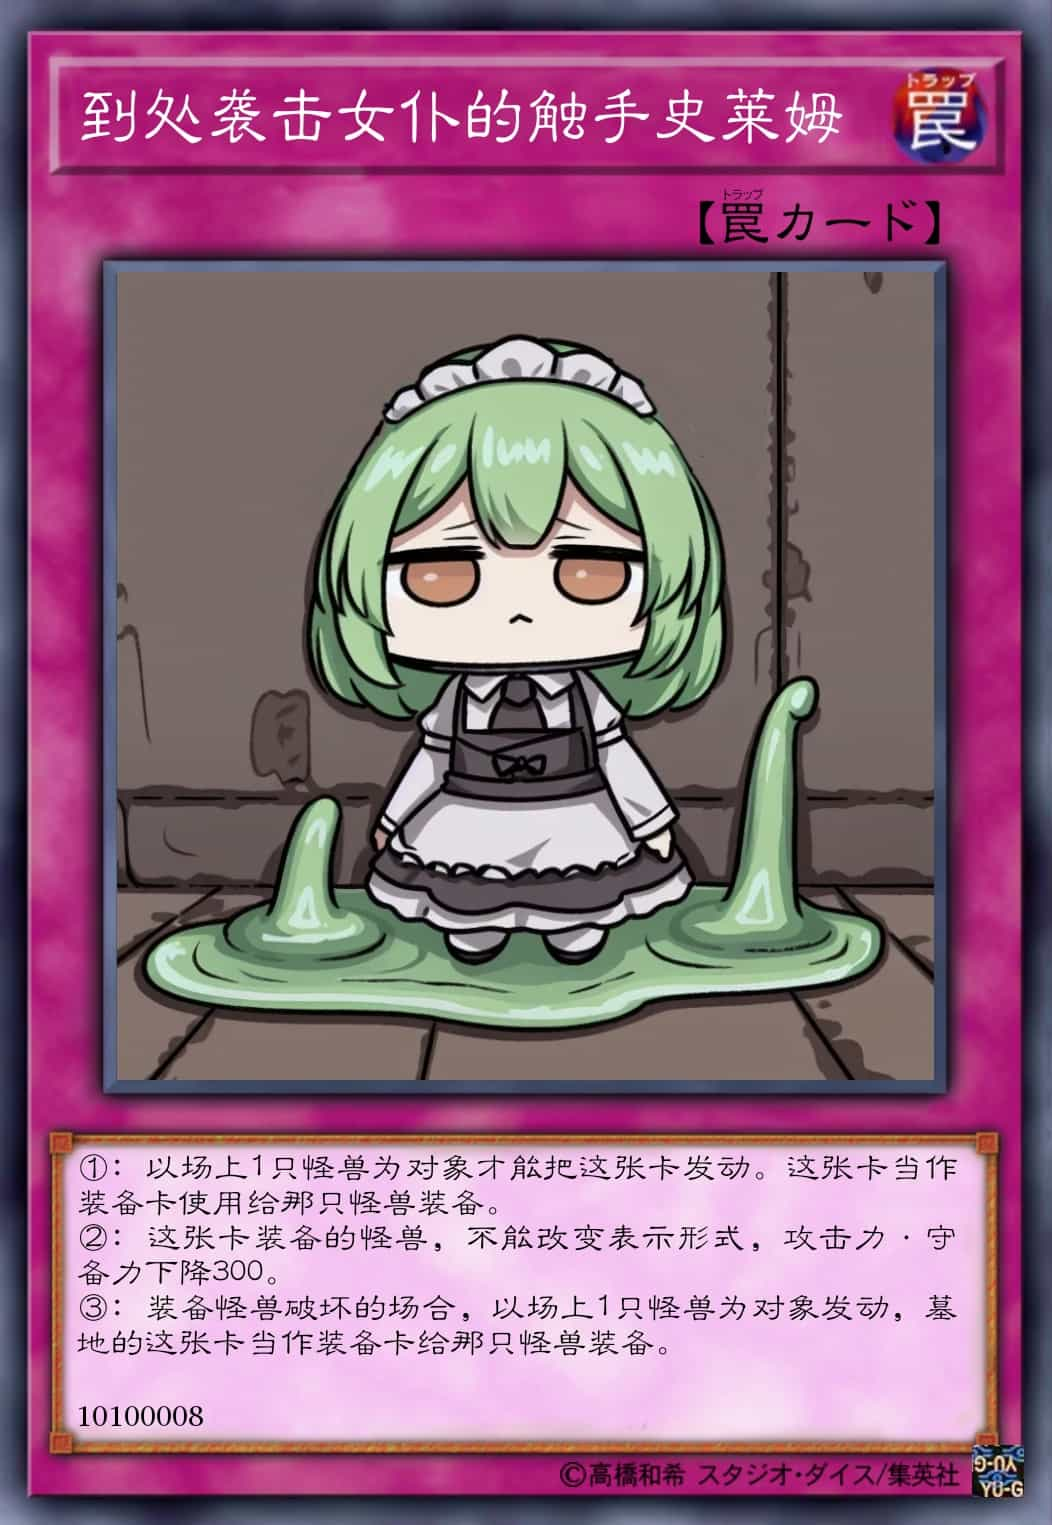 到处袭击女仆的触手史莱姆
トラップ
罠
トラップ
【罠カード】
①：以场上1只怪兽为对象才能把这张卡发动。这张卡当作
装备卡使用给那只怪兽装备。
②：这张卡装备的怪兽，不能改变表示形式，攻击力·守
备力下降300。
③：装备怪兽破坏的场合，以场上1只怪兽为对象发动，墓
地的这张卡当作装备卡给那只怪兽装备。
10100008
©高橋和希 スタジオ·ダイス/集英社
YU-G
YU-G